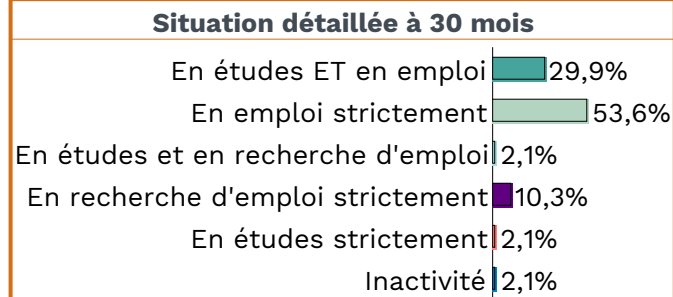 Situation détaillée à 30 mois
En études ET en emploi 29,9%
En emploi strictement 53,6%
En études et en recherche d'emploi 2,1%
En recherche d'emploi strictement 10,3%
En études strictement 2,1%
Inactivité 2,1%